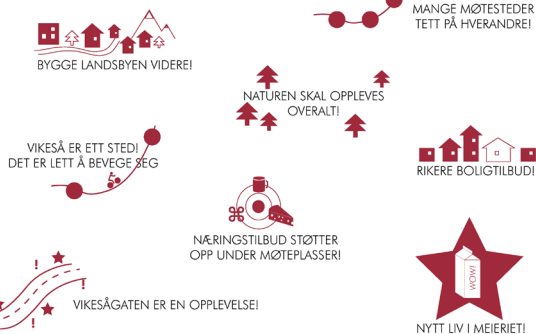 MANGE MØTESTEDER
TETT PÅ HVERANDRE!
BYGGE LANDSBYEN VIDERE!
NATUREN SKAL OPPLEVES
OVERALT!
VIKESÅ ER ETT STED!
DET ER LETT Å BEVEGE SEG
RIKERE BOLIGTILBUD!
NÆRINGSTILBUD STØTTER
OPP UNDER MØTEPLASSER!
WOW!
VIKESÅGATEN ER EN OPPLEVELSE!
NYTT LIV I MEIERIET!